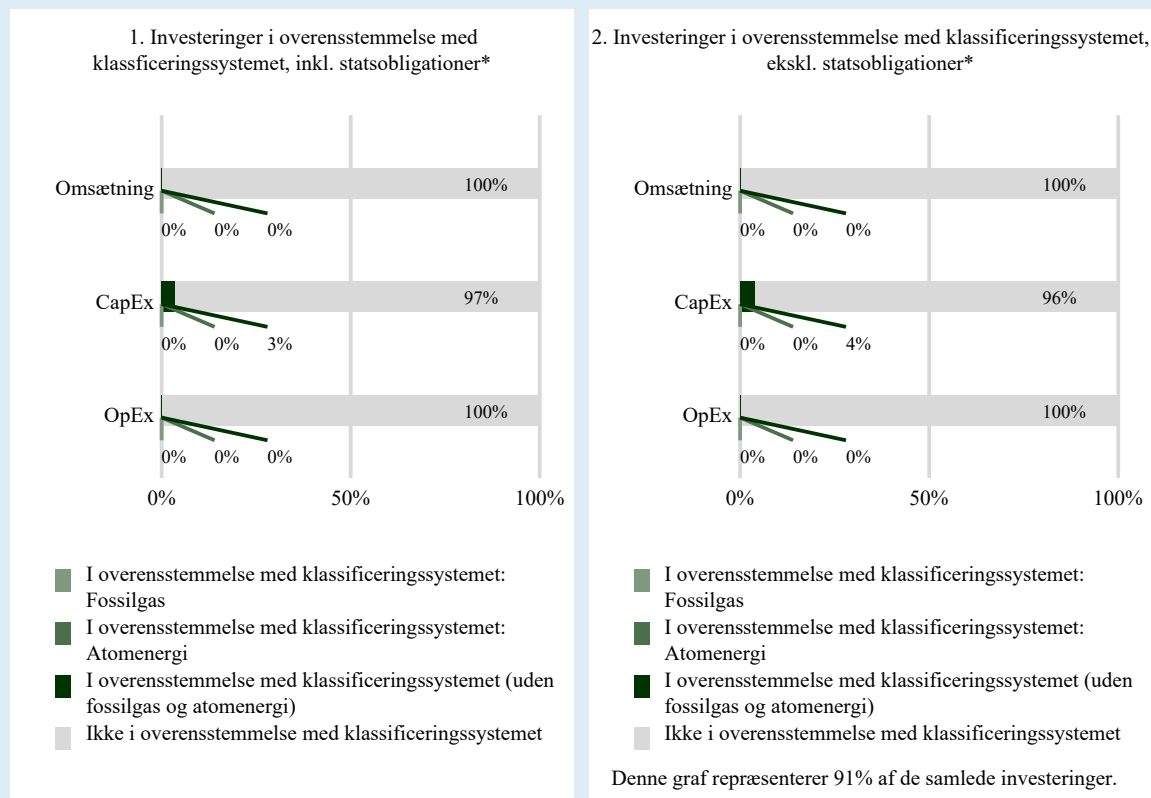 1. Investeringer i overensstemmelse med
klassficeringssystemet, inkl. statsobligationer*
Omsætning
100%
0% 0% 0%
CapEx
97%
0% 0% 3%
OpEx
100%
0% 0% 0%
0% 50% 100%
I overensstemmelse med klassificeringssystemet:
Fossilgas
I overensstemmelse med klassificeringssystemet:
Atomenergi
I overensstemmelse med klassificeringssystemet (uden
fossilgas og atomenergi)
Ikke i overensstemmelse med klassificeringssystemet
2. Investeringer i overensstemmelse med klassificeringssystemet,
ekskl. statsobligationer*
Omsætning
100%
0% 0% 0%
CapEx
96%
0% 0% 4%
OpEx
100%
0% 0% 0%
0% 50% 100%
I overensstemmelse med klassificeringssystemet:
Fossilgas
I overensstemmelse med klassificeringssystemet:
Atomenergi
I overensstemmelse med klassificeringssystemet (uden
fossilgas og atomenergi)
Ikke i overensstemmelse med klassificeringssystemet
Denne graf repræsenterer 91% af de samlede investeringer.